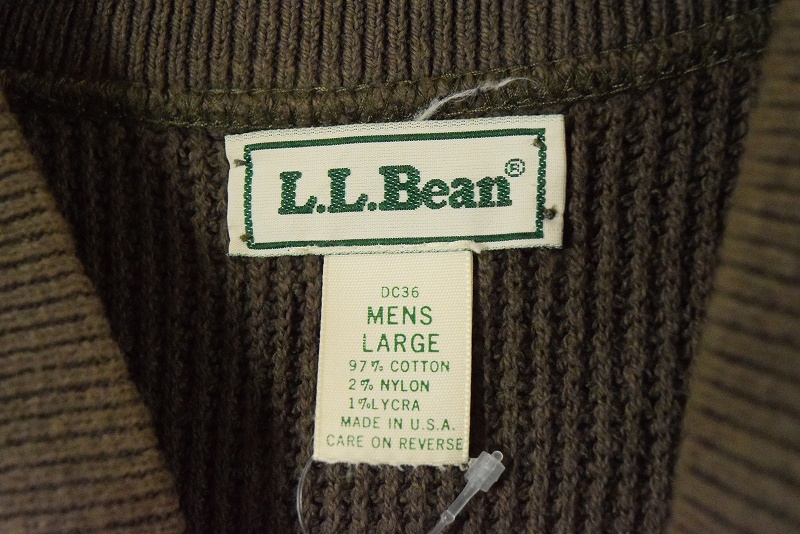 L.L.Bean®
DC36
MENS
LARGE
97% COTTON
2% NYLON
1% LYCRA
MADE IN U.S.A.
CARE ON REVERSE